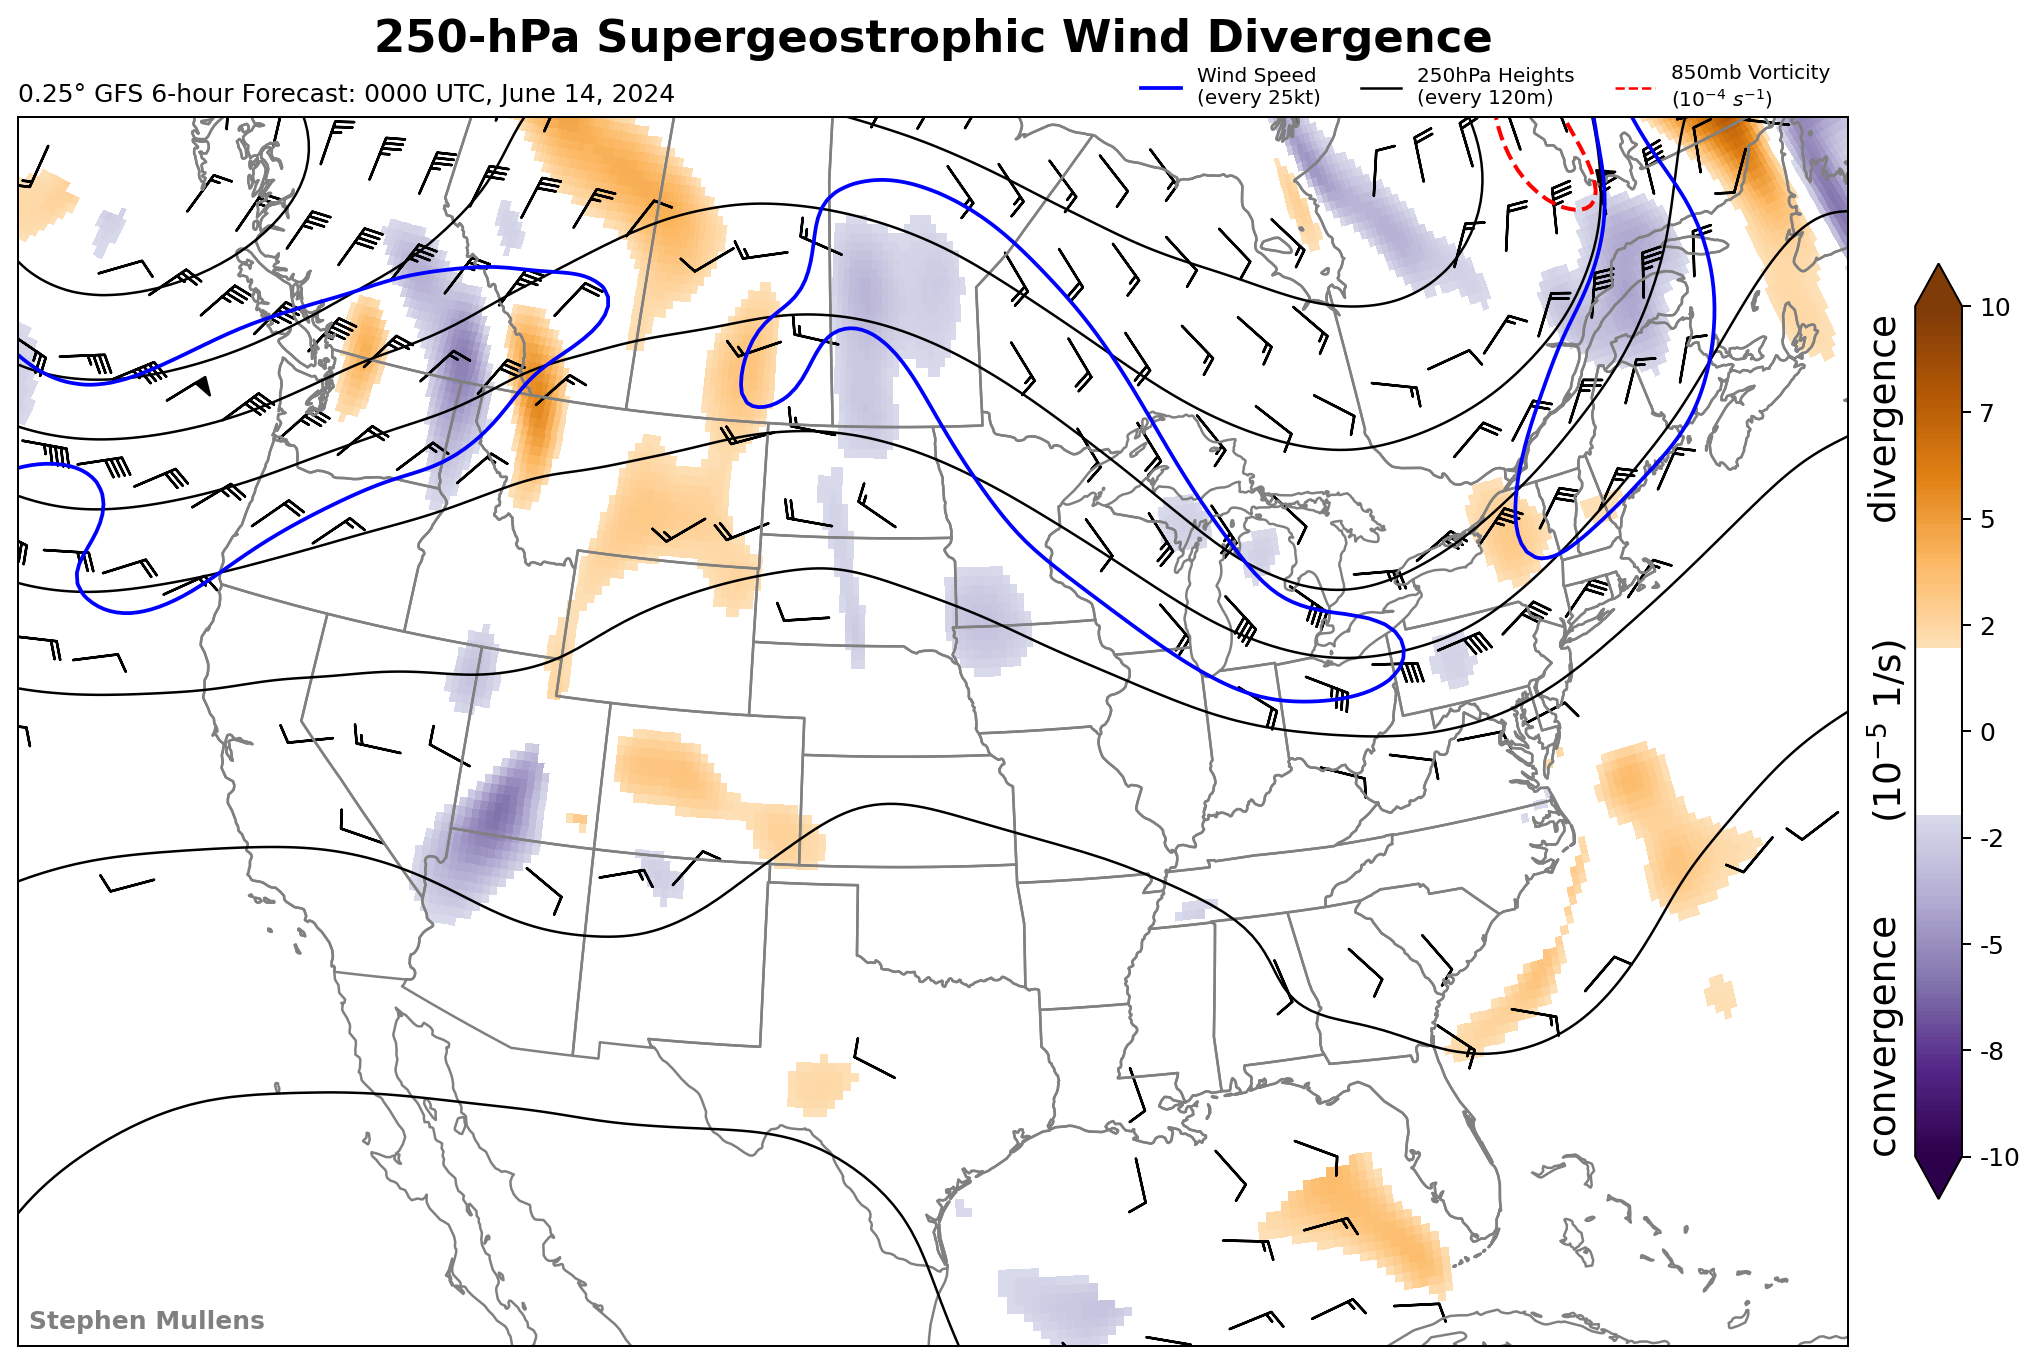 250-hPa Supergeostrophic Wind Divergence
0.25° GFS 6-hour Forecast: 0000 UTC, June 14, 2024
Wind Speed
(every 25kt)
250hPa Heights
(every 120m)
850mb Vorticity
(10⁻⁴ s⁻¹)
10
7
5
2
0
-2
-5
-8
-10
convergence (10⁻⁵ 1/s) divergence
Stephen Mullens